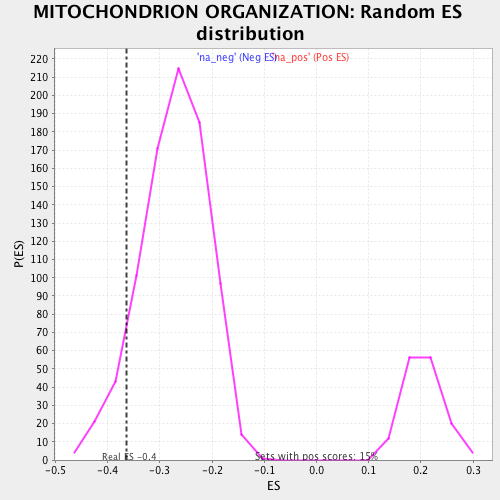 MITOCHONDRION ORGANIZATION: Random ES
distribution
'na_neg' (Neg ES)
'na_pos' (Pos ES)
220
210
200
190
180
170
160
150
140
130
120
110
100
90
80
70
60
50
40
30
20
10
0
P(ES)
Real ES -0.4
Sets with pos scores: 15%
-0.5 -0.4 -0.3 -0.2 -0.1 0.0 0.1 0.2 0.3
ES